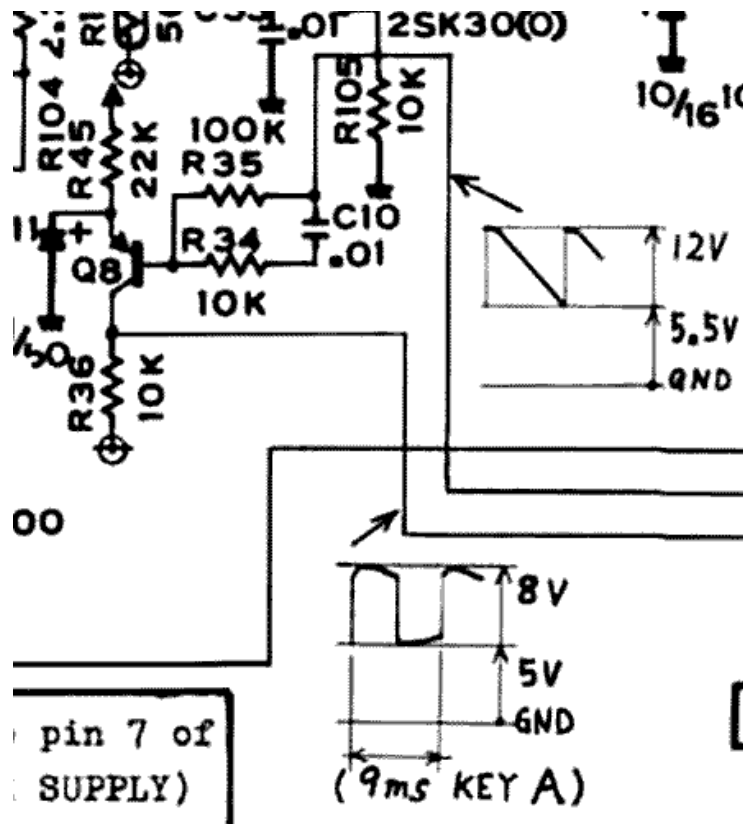 .01
2SK30(O)
R104
R45
22K
100K
R35
R105
10K
10/16
C10
.01
R34
Q8
10K
12V
5.5V
GND
R36
10K
00
8V
5V
GND
pin 7 of
SUPPLY)
(9ms KEY A)